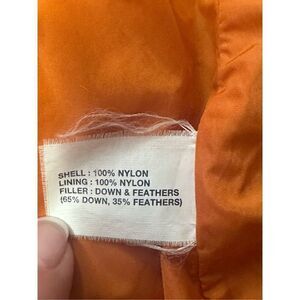 SHELL : 100% NYLON
LINING : 100% NYLON
FILLER : DOWN & FEATHERS
(65% DOWN, 35% FEATHERS)